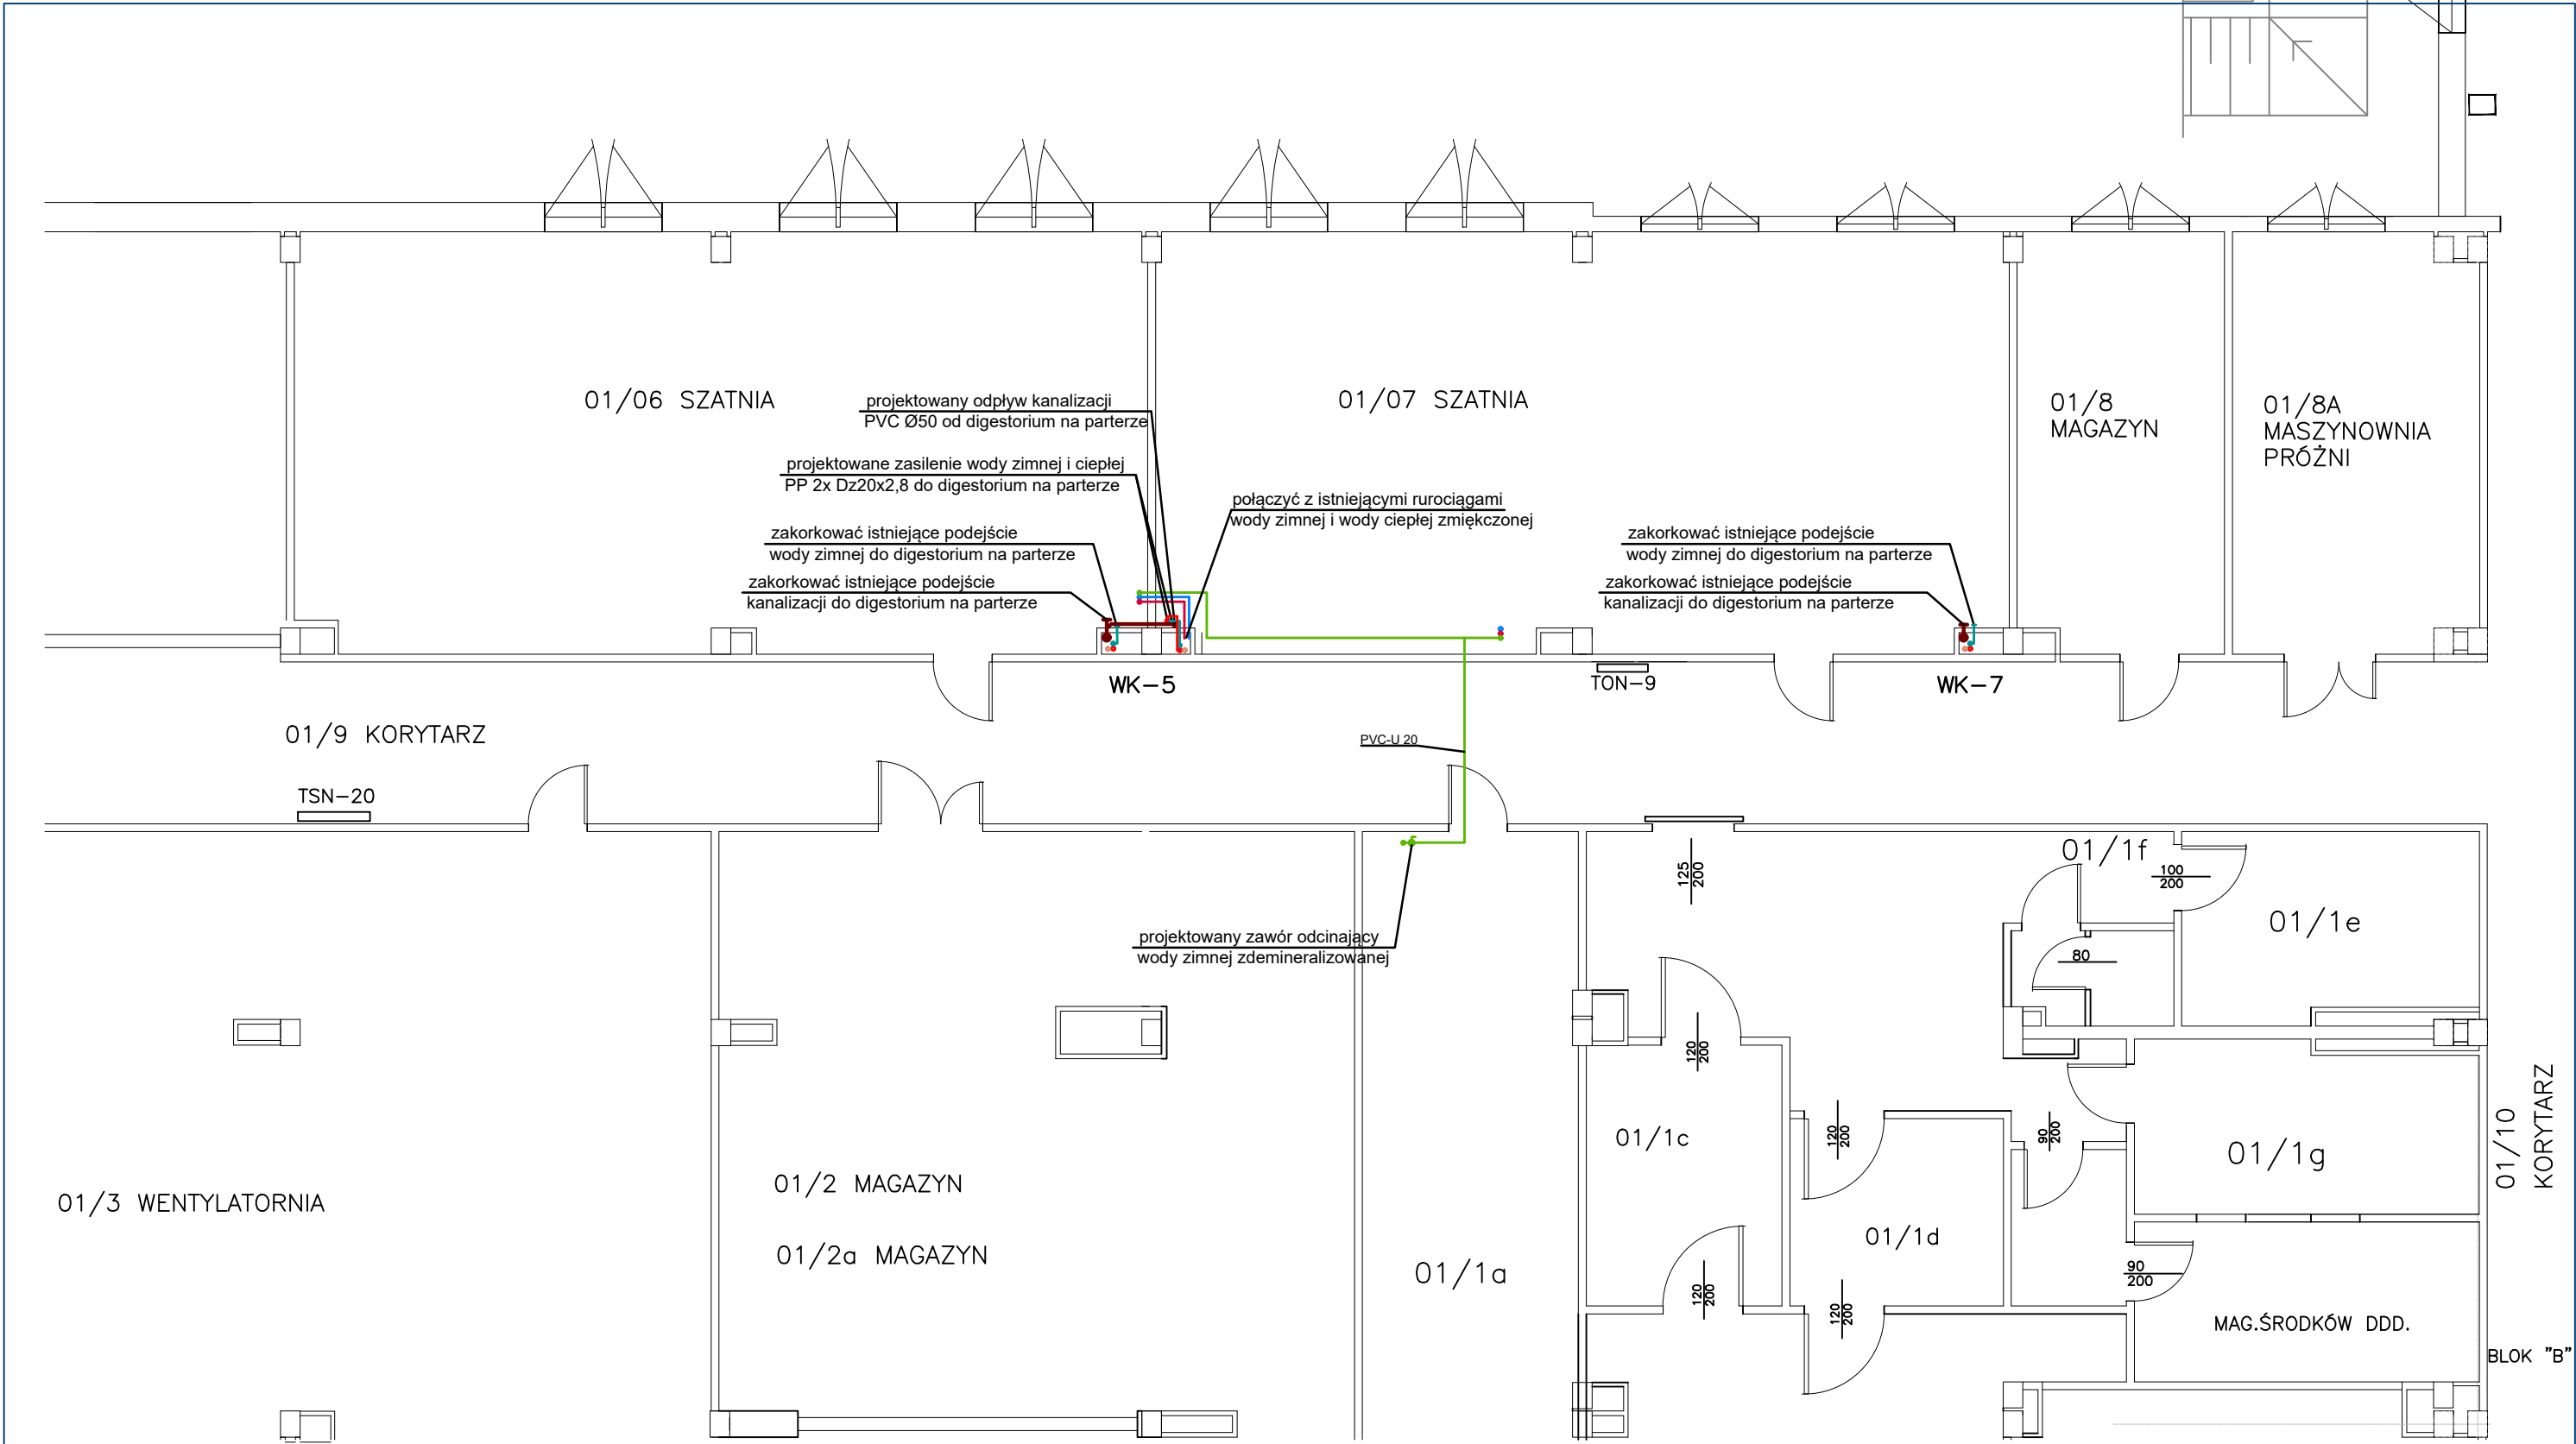 01/06 SZATNIA
projektowany odpływ kanalizacji
PVC Ø50 od digestorium na parterze
01/07 SZATNIA
01/8
MAGAZYN
01/8A
MASZYNOWNIA
PRÓŻNI
projektowane zasilenie wody zimnej i ciepłej
PP 2x Dz20x2,8 do digestorium na parterze
połączyć z istniejącymi rurociągami
wody zimnej i wody ciepłej zmiękczonej
zakorkować istniejące podejście
wody zimnej do digestorium na parterze
zakorkować istniejące podejście
kanalizacji do digestorium na parterze
zakorkować istniejące podejście
wody zimnej do digestorium na parterze
zakorkować istniejące podejście
kanalizacji do digestorium na parterze
WK-5
TON-9
WK-7
01/9 KORYTARZ
PVC-U 20
TSN-20
125
200
01/1f
100
200
01/1e
projektowany zawór odcinający
wody zimnej zdemineralizowanej
80
120
200
01/1c
120
200
90
200
01/1g
01/10
KORYTARZ
01/3 WENTYLATORNIA
01/2 MAGAZYN
01/2a MAGAZYN
01/1a
01/1d
120
200
120
200
90
200
MAG.ŚRODKÓW DDD.
BLOK "B"